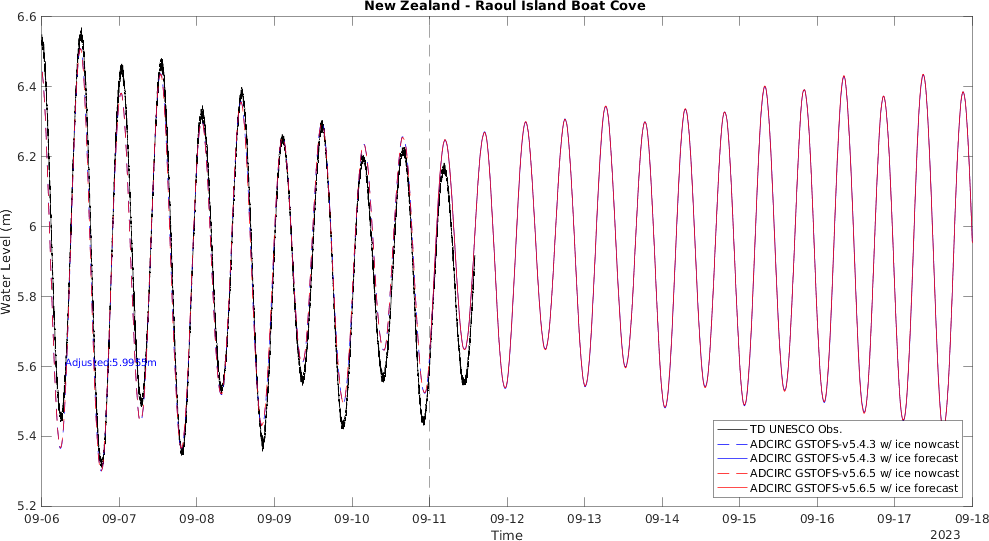 New Zealand - Raoul Island Boat Cove
Water Level (m)
6.6
6.4
6.2
6
5.8
5.6
5.4
5.2
Adjusted:5.9955m
TD UNESCO Obs.
ADCIRC GSTOFS-v5.4.3 w/ ice nowcast
ADCIRC GSTOFS-v5.4.3 w/ ice forecast
ADCIRC GSTOFS-v5.6.5 w/ ice nowcast
ADCIRC GSTOFS-v5.6.5 w/ ice forecast
09-06 09-07 09-08 09-09 09-10 09-11 09-12 09-13 09-14 09-15 09-16 09-17 09-18
Time
2023